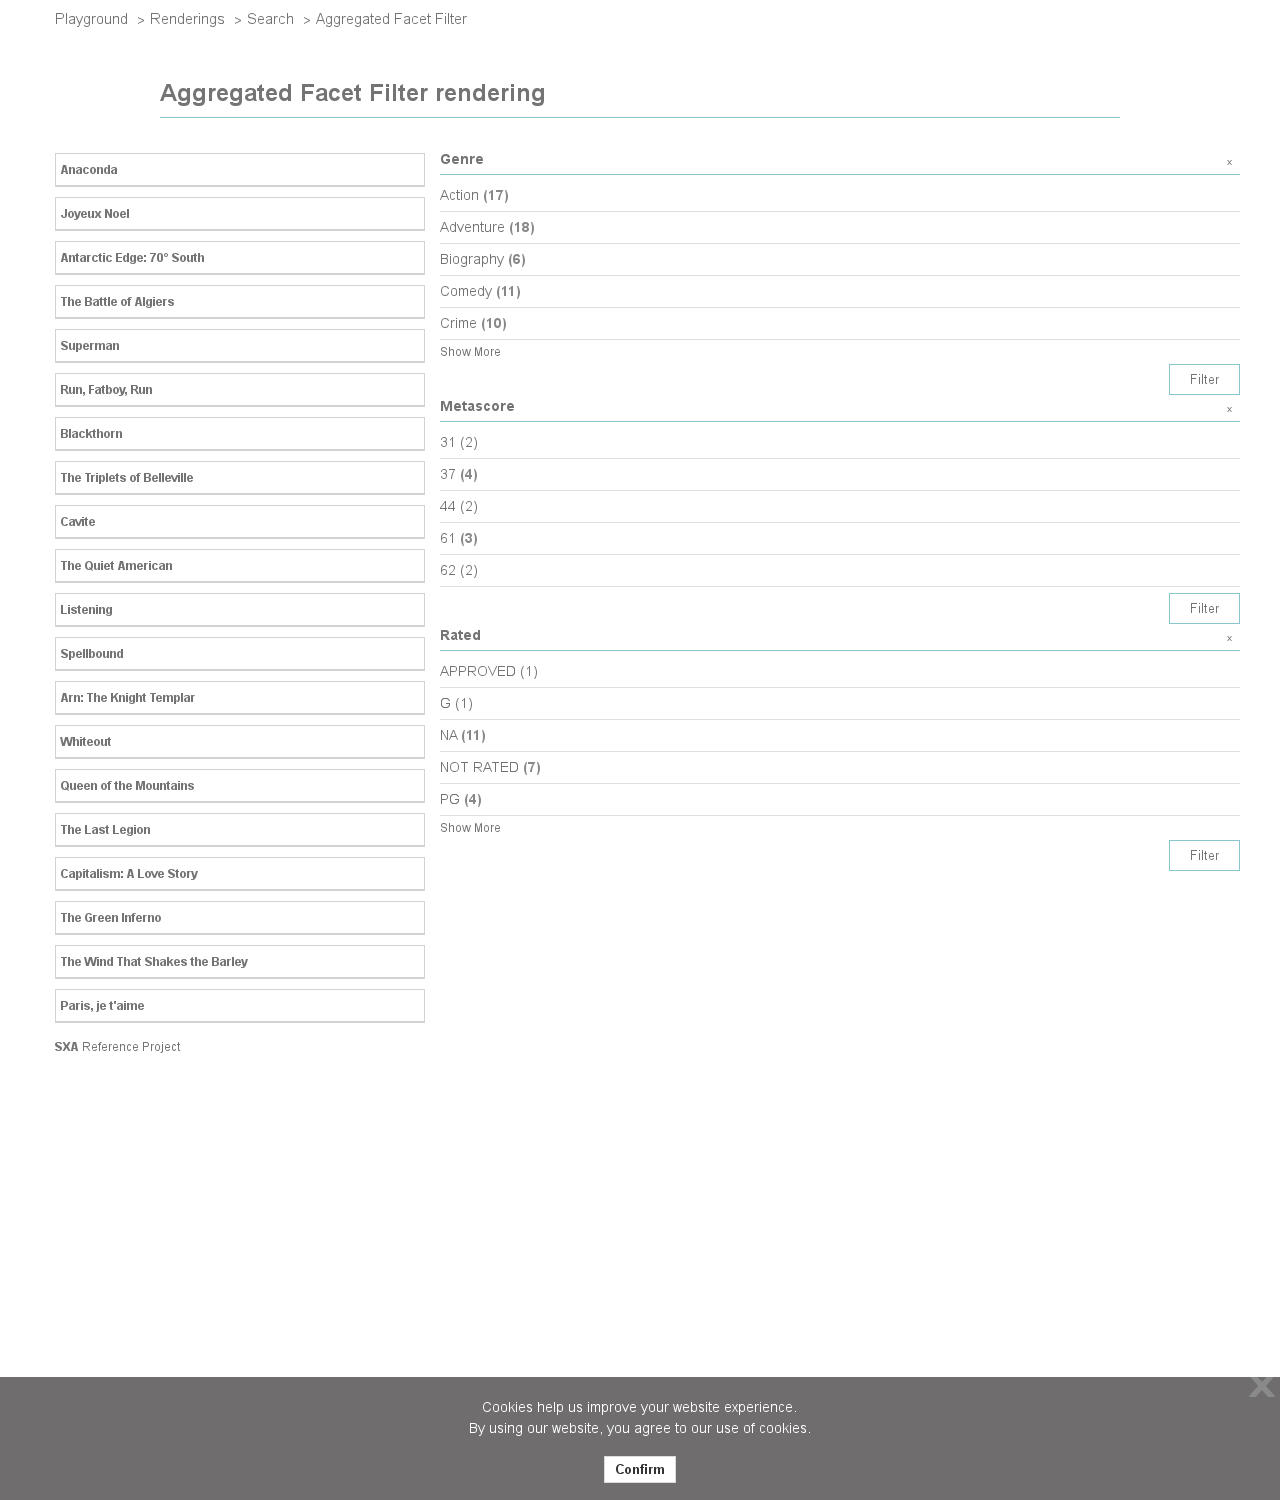 Playground > Renderings > Search > Aggregated Facet Filter
Aggregated Facet Filter rendering
Anaconda
Joyeux Noel
Antarctic Edge: 70° South
The Battle of Algiers
Superman
Run, Fatboy, Run
Blackthorn
The Triplets of Belleville
Cavite
The Quiet American
Listening
Spellbound
Arn: The Knight Templar
Whiteout
Queen of the Mountains
The Last Legion
Capitalism: A Love Story
The Green Inferno
The Wind That Shakes the Barley
Paris, je t'aime
Genre x
Action (17)
Adventure (18)
Biography (6)
Comedy (11)
Crime (10)
Show More
Filter
Metascore x
31 (2)
37 (4)
44 (2)
61 (3)
62 (2)
Filter
Rated x
APPROVED (1)
G (1)
NA (11)
NOT RATED (7)
PG (4)
Show More
Filter
SXA Reference Project
X
Cookies help us improve your website experience.
By using our website, you agree to our use of cookies.
Confirm